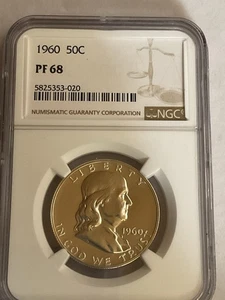 1960 50C
PF 68
5825353-020
NUMISMATIC GUARANTY CORPORATION
NGC
LIBERTY
1960
IN GOD WE TRUST